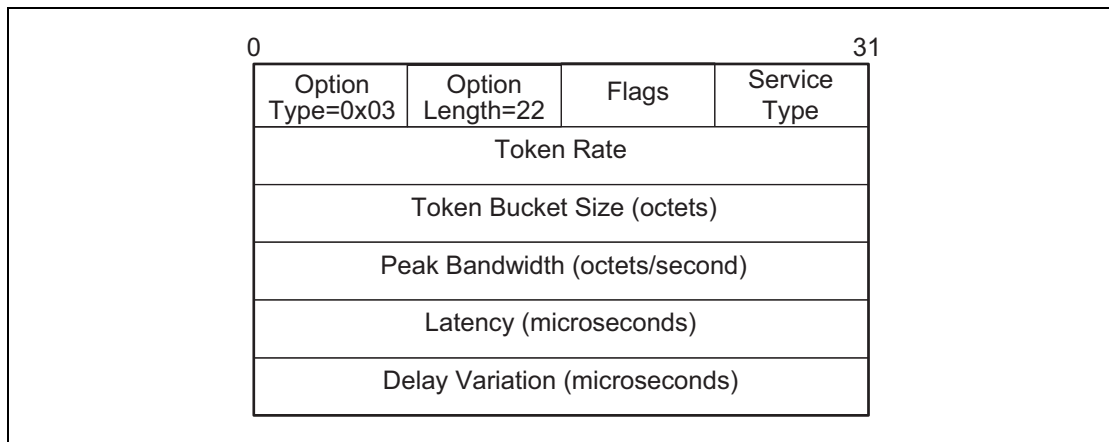 0 31
Option
Type=0x03
Option
Length=22
Flags
Service
Type
Token Rate
Token Bucket Size (octets)
Peak Bandwidth (octets/second)
Latency (microseconds)
Delay Variation (microseconds)